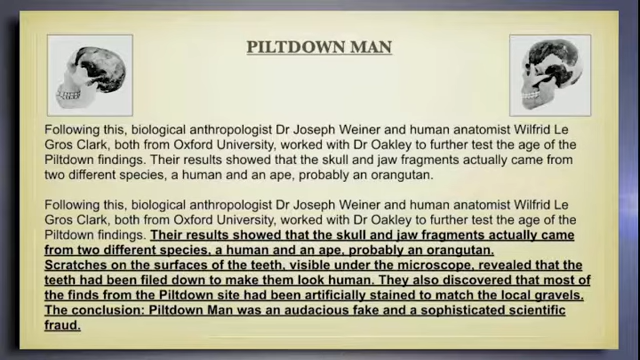 PILTDOWN MAN
Following this, biological anthropologist Dr Joseph Weiner and human anatomist Wilfrid Le
Gros Clark, both from Oxford University, worked with Dr Oakley to further test the age of the
Piltdown findings. Their results showed that the skull and jaw fragments actually came from
two different species, a human and an ape, probably an orangutan.
Following this, biological anthropologist Dr Joseph Weiner and human anatomist Wilfrid Le
Gros Clark, both from Oxford University, worked with Dr Oakley to further test the age of the
Piltdown findings. Their results showed that the skull and jaw fragments actually came
from two different species, a human and an ape, probably an orangutan.
Scratches on the surfaces of the teeth, visible under the microscope, revealed that the
teeth had been filed down to make them look human. They also discovered that most of
the finds from the Piltdown site had been artificially stained to match the local gravels.
The conclusion: Piltdown Man was an audacious fake and a sophisticated scientific
fraud.